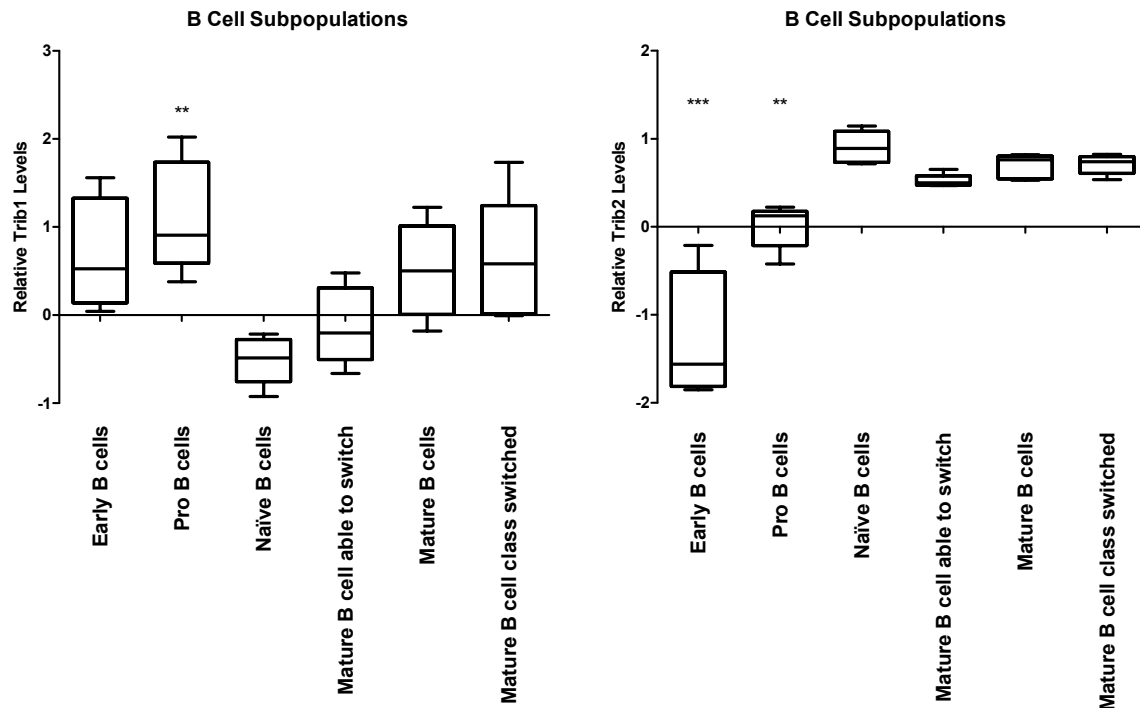 B Cell Subpopulations
Relative Trib1 Levels
3
2
1
0
-1
**
Early B cells
Pro B cells
Naïve B cells
Mature B cell able to switch
Mature B cells
Mature B cell class switched
B Cell Subpopulations
Relative Trib2 Levels
2
1
0
-1
-2
***
**
Early B cells
Pro B cells
Naïve B cells
Mature B cell able to switch
Mature B cells
Mature B cell class switched